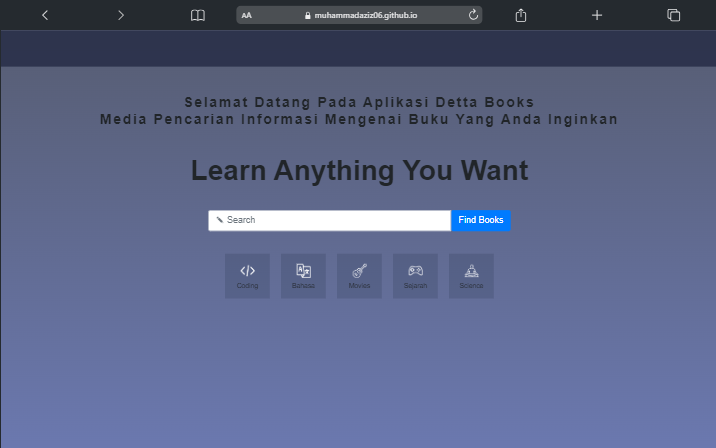 AA muhammadaziz06.github.io
Selamat Datang Pada Aplikasi Detta Books
Media Pencarian Informasi Mengenai Buku Yang Anda Inginkan
Learn Anything You Want
Search Find Books
Coding Bahasa Movies Sejarah Science